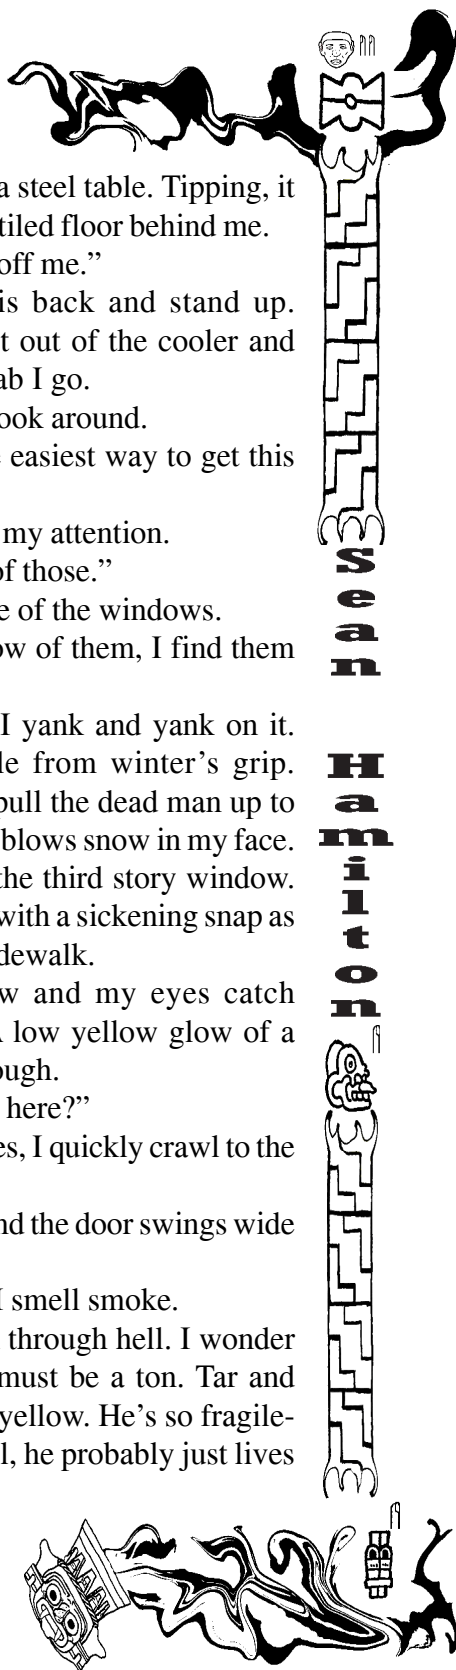 a steel table. Tipping, it
tiled floor behind me.
off me.”
is back and stand up.
t out of the cooler and
ab I go.
ook around.
e easiest way to get this
my attention.
of those.”
e of the windows.
ow of them, I find them
I yank and yank on it.
le from winter’s grip.
pull the dead man up to
blows snow in my face.
the third story window.
with a sickening snap as
dewalk.
w and my eyes catch
A low yellow glow of a
ough.
here?”
es, I quickly crawl to the
nd the door swings wide
I smell smoke.
through hell. I wonder
must be a ton. Tar and
yellow. He’s so fragile-
l, he probably just lives
Sean
Hamilton